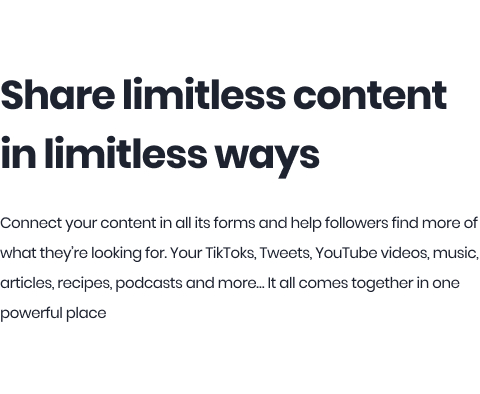 Share limitless content
in limitless ways
Connect your content in all its forms and help followers find more of
what they're looking for. Your TikToks, Tweets, YouTube videos, music,
articles, recipes, podcasts and more... It all comes together in one
powerful place